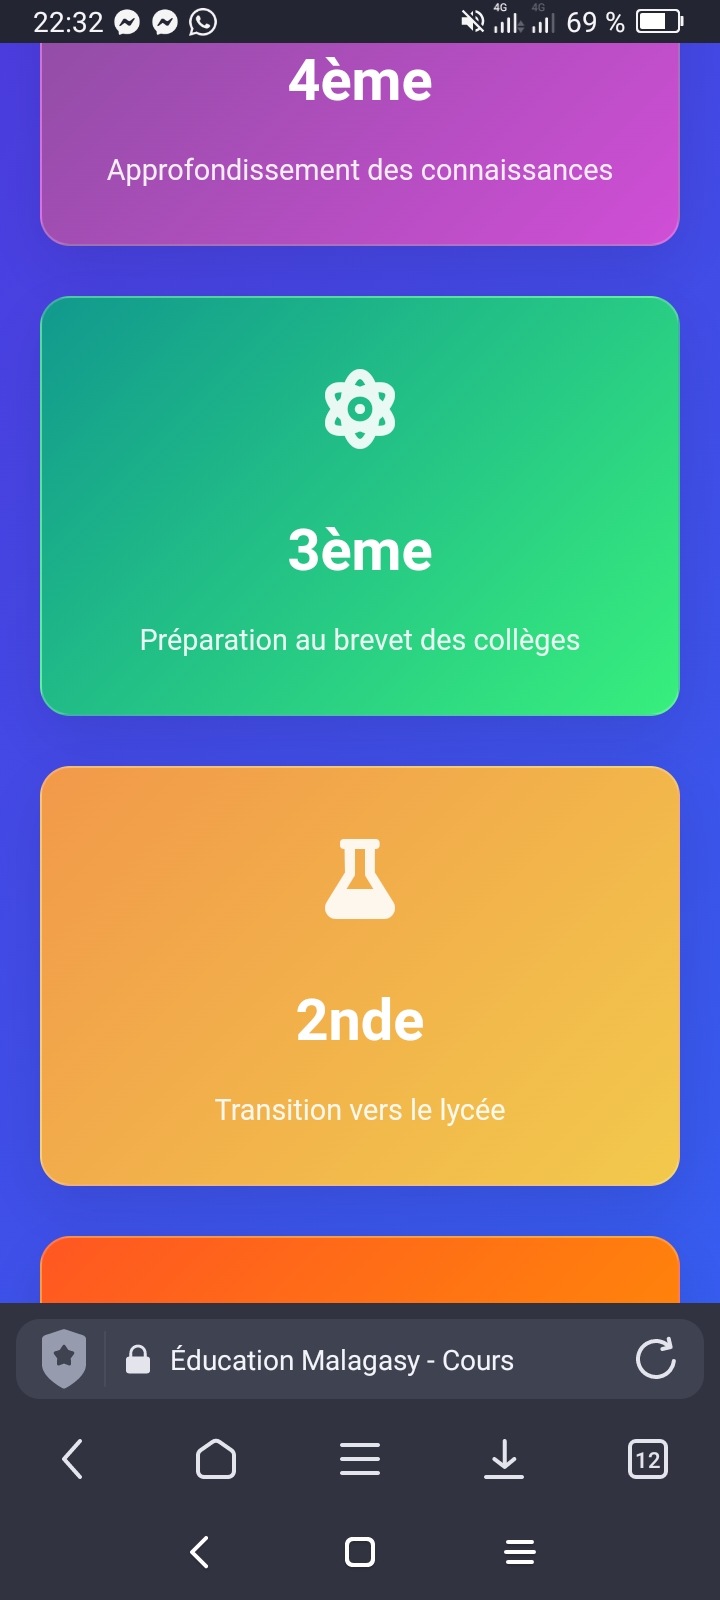 22:32
4G 4G 69 %
4ème
Approfondissement des connaissances
3ème
Préparation au brevet des collèges
2nde
Transition vers le lycée
Éducation Malagasy - Cours
12